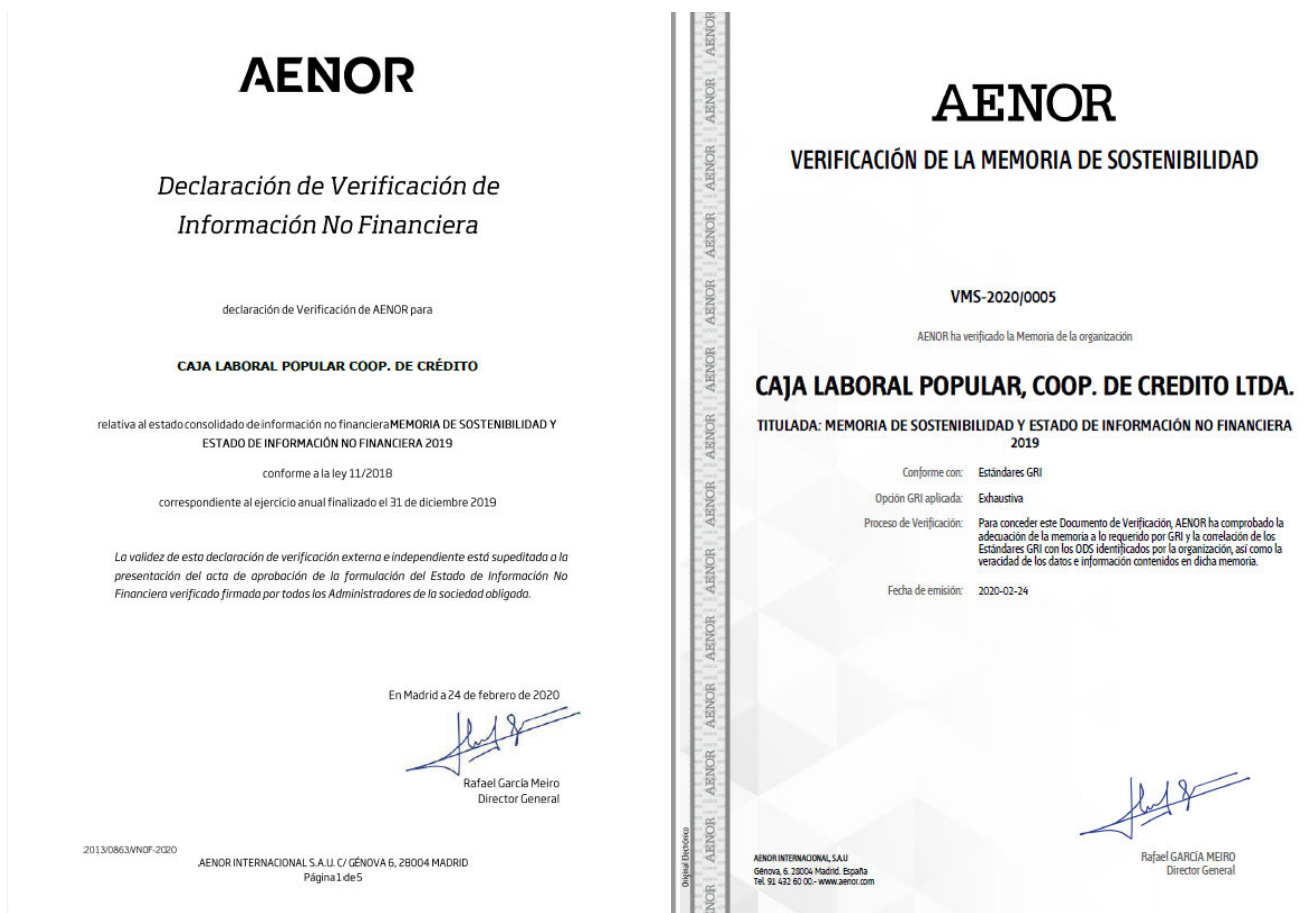 AENOR
Declaración de Verificación de
Información No Financiera
declaración de Verificación de AENOR para
CAJA LABORAL POPULAR COOP. DE CRÉDITO
relativa al estado consolidado de información no financiera MEMORIA DE SOSTENIBILIDAD Y
ESTADO DE INFORMACIÓN NO FINANCIERA 2019
conforme a la ley 11/2018
correspondiente al ejercicio anual finalizado el 31 de diciembre 2019
La validez de esta declaración de verificación externa e independiente está supeditada a la
presentación del acta de aprobación de la formulación del Estado de Información No
Financiera verificado firmada por todos los Administradores de la sociedad obligada.
En Madrid a 24 de febrero de 2020
Rafael García Meiro
Director General
2013/0863/VNOF-2020
AENOR INTERNACIONAL S.A.U. C/ GÉNOVA 6, 28004 MADRID
Página 1 de 5
Original Electrónico
AENOR AENOR AENOR AENOR AENOR AENOR AENOR AENOR AENOR AENOR AENOR AENOR AENOR
AENOR
VERIFICACIÓN DE LA MEMORIA DE SOSTENIBILIDAD
VMS-2020/0005
AENOR ha verificado la Memoria de la organización
CAJA LABORAL POPULAR, COOP. DE CREDITO LTDA.
TITULADA: MEMORIA DE SOSTENIBILIDAD Y ESTADO DE INFORMACIÓN NO FINANCIERA
2019
Conforme con: Estándares GRI
Opción GRI aplicada: Exhaustiva
Proceso de Verificación: Para conceder este Documento de Verificación, AENOR ha comprobado la
adecuación de la memoria a lo requerido por GRI y la correlación de los
Estándares GRI con los ODS identificados por la organización, así como la
veracidad de los datos e información contenidos en dicha memoria.
Fecha de emisión: 2020-02-24
AENOR INTERNACIONAL, S.A.U
Génova, 6. 28004 Madrid. España
Tel. 91 432 60 00.- www.aenor.com
Rafael GARCÍA MEIRO
Director General